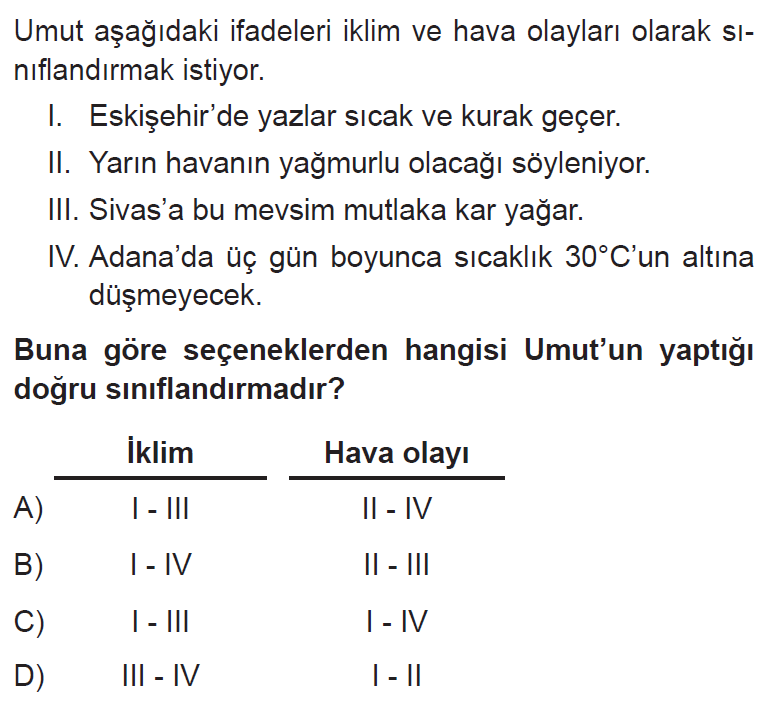 Umut aşağıdaki ifadeleri iklim ve hava olayları olarak sı-
nıflandırmak istiyor.
I. Eskişehir’de yazlar sıcak ve kurak geçer.
II. Yarın havanın yağmurlu olacağı söyleniyor.
III. Sivas’a bu mevsim mutlaka kar yağar.
IV. Adana’da üç gün boyunca sıcaklık 30°C’un altına
düşmeyecek.
Buna göre seçeneklerden hangisi Umut’un yaptığı
doğru sınıflandırmadır?
İklim Hava olayı
A) I - III II - IV
B) I - IV II - III
C) I - III I - IV
D) III - IV I - II